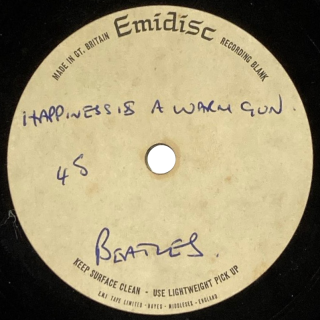 Emidisc
MADE IN GT. BRITAIN
RECORDING BLANK
HAPPINESS IS A WARM GUN.
45
BEATLES.
KEEP SURFACE CLEAN - USE LIGHTWEIGHT PICK UP
E.M.I. TAPE LIMITED · HAYES · MIDDLESEX · ENGLAND.